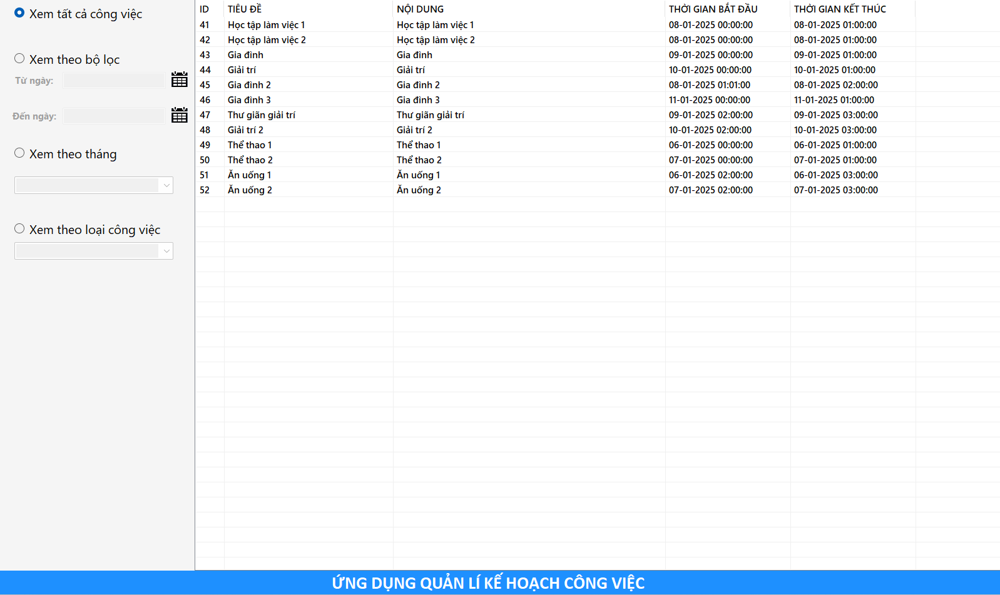 Xem tất cả công việc
Xem theo bộ lọc
Từ ngày:
Đến ngày:
Xem theo tháng
Xem theo loại công việc
ID TIÊU ĐỀ NỘI DUNG THỜI GIAN BẮT ĐẦU THỜI GIAN KẾT THÚC
41 Học tập làm việc 1 Học tập làm việc 1 08-01-2025 00:00:00 08-01-2025 01:00:00
42 Học tập làm việc 2 Học tập làm việc 2 08-01-2025 00:00:00 08-01-2025 01:00:00
43 Gia đình Gia đình 09-01-2025 00:00:00 09-01-2025 01:00:00
44 Giải trí Giải trí 10-01-2025 00:00:00 10-01-2025 01:00:00
45 Gia đình 2 Gia đình 2 08-01-2025 01:01:00 08-01-2025 02:00:00
46 Gia đình 3 Gia đình 3 11-01-2025 00:00:00 11-01-2025 01:00:00
47 Thư giãn giải trí Thư giãn giải trí 09-01-2025 02:00:00 09-01-2025 03:00:00
48 Giải trí 2 Giải trí 2 10-01-2025 02:00:00 10-01-2025 03:00:00
49 Thể thao 1 Thể thao 1 06-01-2025 00:00:00 06-01-2025 01:00:00
50 Thể thao 2 Thể thao 2 07-01-2025 00:00:00 07-01-2025 01:00:00
51 Ăn uống 1 Ăn uống 1 06-01-2025 02:00:00 06-01-2025 03:00:00
52 Ăn uống 2 Ăn uống 2 07-01-2025 02:00:00 07-01-2025 03:00:00
ỨNG DỤNG QUẢN LÍ KẾ HOẠCH CÔNG VIỆC